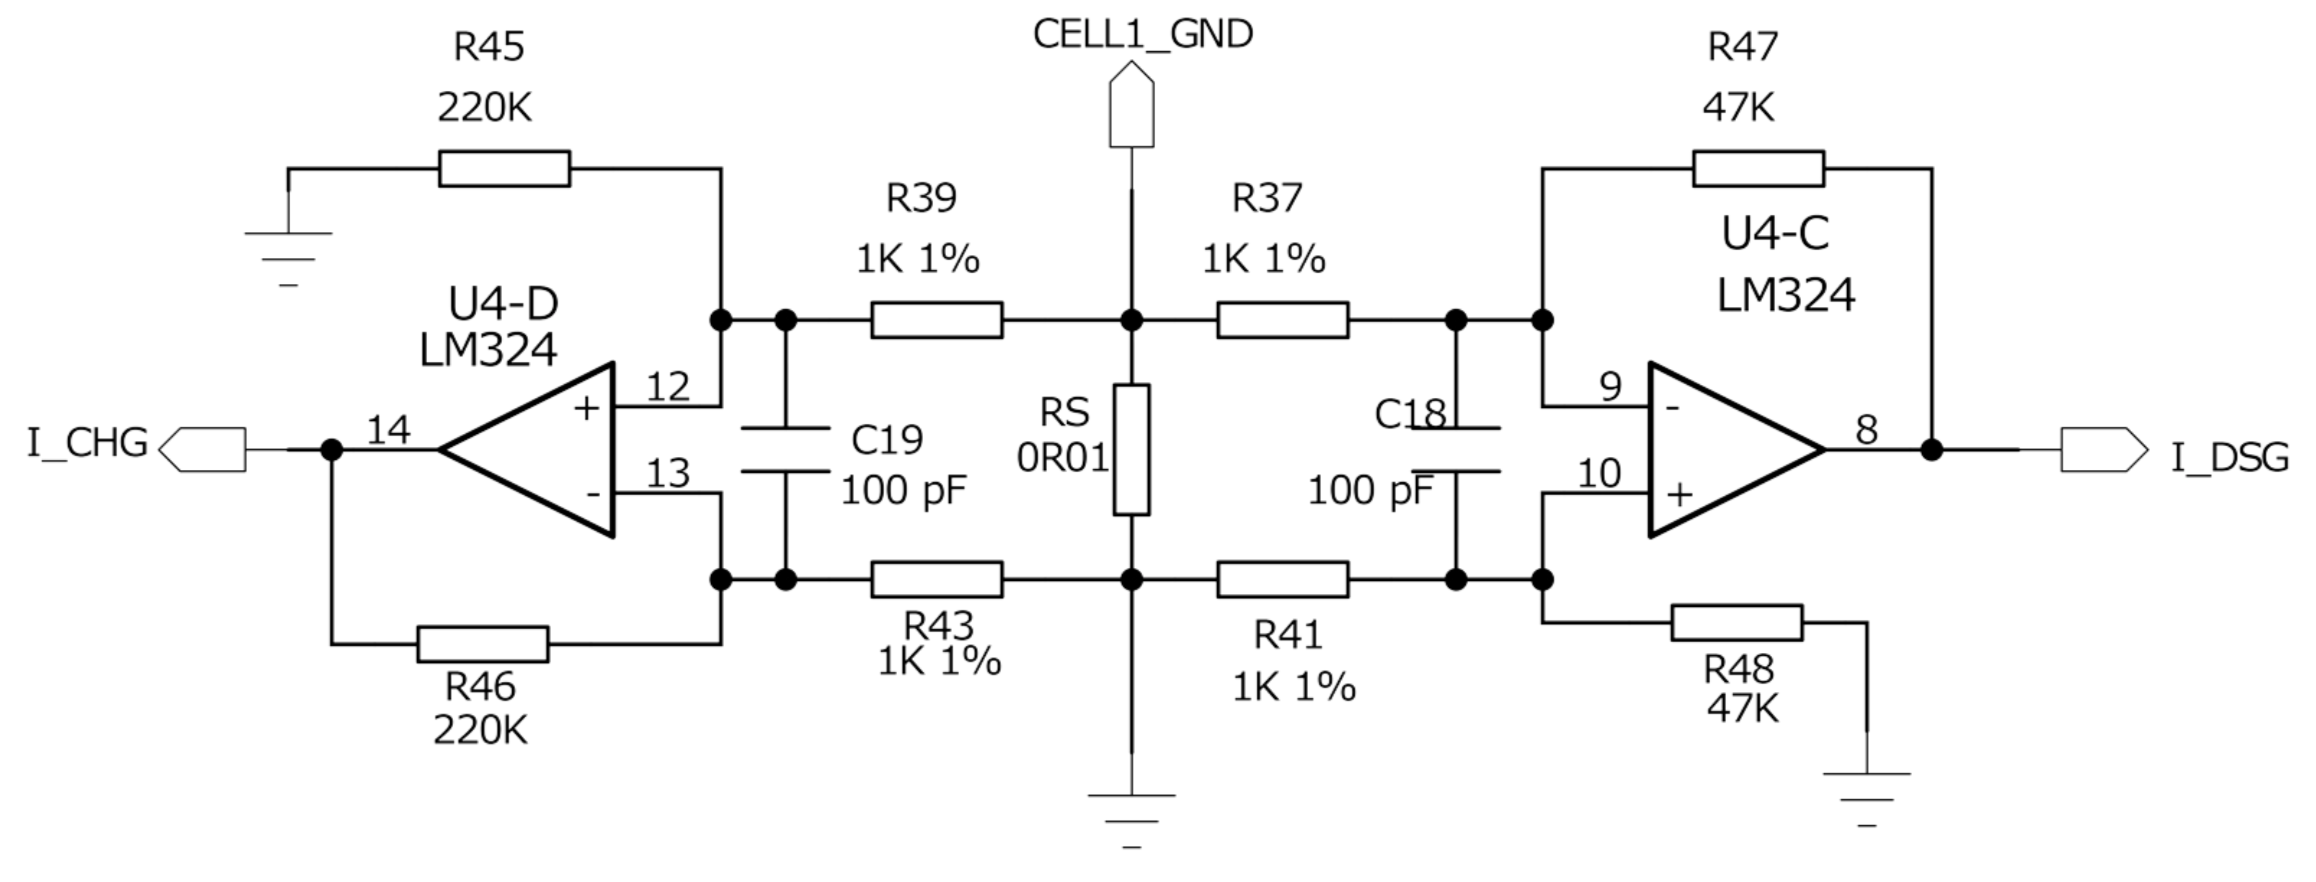 CELL1_GND
R45
220K
R47
47K
R39
1K 1%
R37
1K 1%
U4-C
LM324
U4-D
LM324
12
+
13
-
14
I_CHG
C19
100 pF
RS
0R01
C18
100 pF
9
-
10
+
8
I_DSG
R43
1K 1%
R41
1K 1%
R46
220K
R48
47K